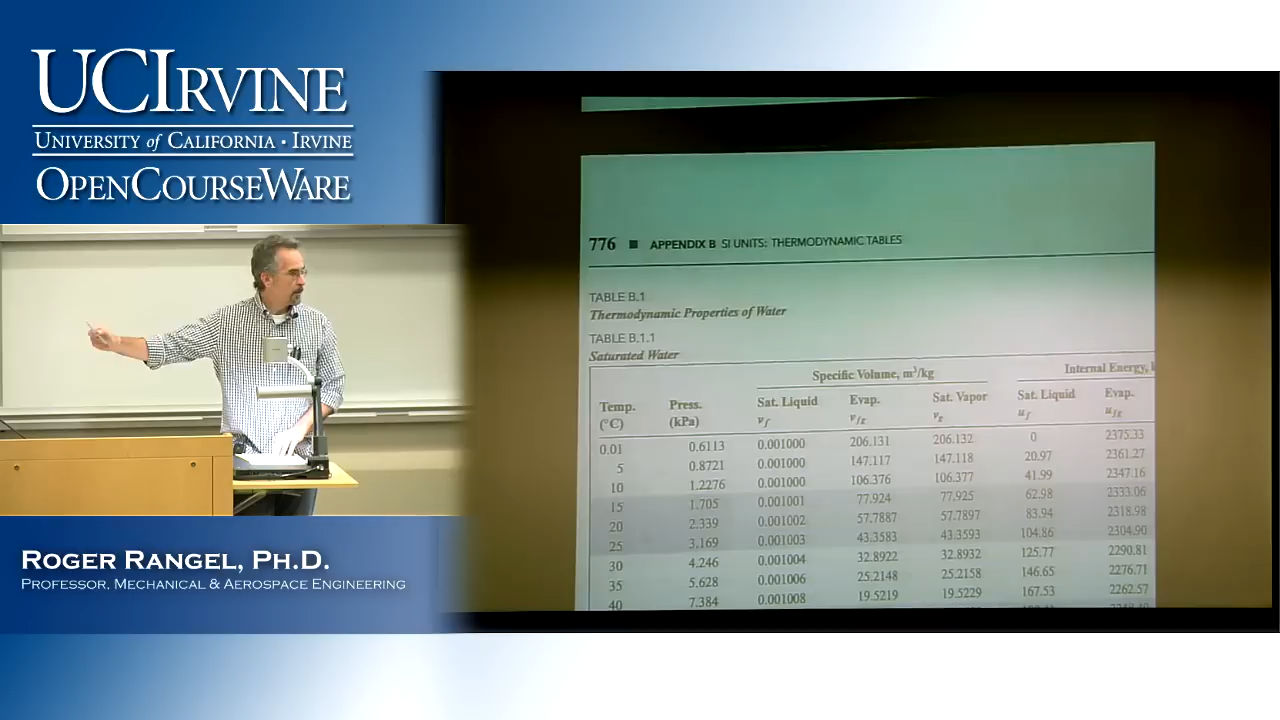 UCIRVINE
UNIVERSITY of CALIFORNIA · IRVINE
OPENCOURSEWARE
ROGER RANGEL, PH.D.
PROFESSOR, MECHANICAL & AEROSPACE ENGINEERING
776 ■ APPENDIX B SI UNITS: THERMODYNAMIC TABLES
TABLE B.1
Thermodynamic Properties of Water
TABLE B.1.1
Saturated Water
Specific Volume, m³/kg Internal Energy,
Temp. Press. Sat. Liquid Evap. Sat. Vapor Sat. Liquid Evap.
(°C) (kPa) vf vfg vg uf ufg
0.01 0.6113 0.001000 206.131 206.132 0 2375.33
5 0.8721 0.001000 147.117 147.118 20.97 2361.27
10 1.2276 0.001000 106.376 106.377 41.99 2347.16
15 1.705 0.001001 77.924 77.925 62.98 2333.06
20 2.339 0.001002 57.7887 57.7897 83.94 2318.98
25 3.169 0.001003 43.3583 43.3593 104.86 2304.90
30 4.246 0.001004 32.8922 32.8932 125.77 2290.81
35 5.628 0.001006 25.2148 25.2158 146.65 2276.71
40 7.384 0.001008 19.5219 19.5229 167.53 2262.57